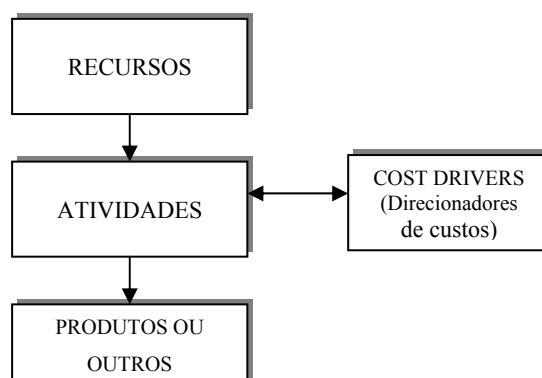 RECURSOS
ATIVIDADES
COST DRIVERS
(Direcionadores
de custos)
PRODUTOS OU
OUTROS